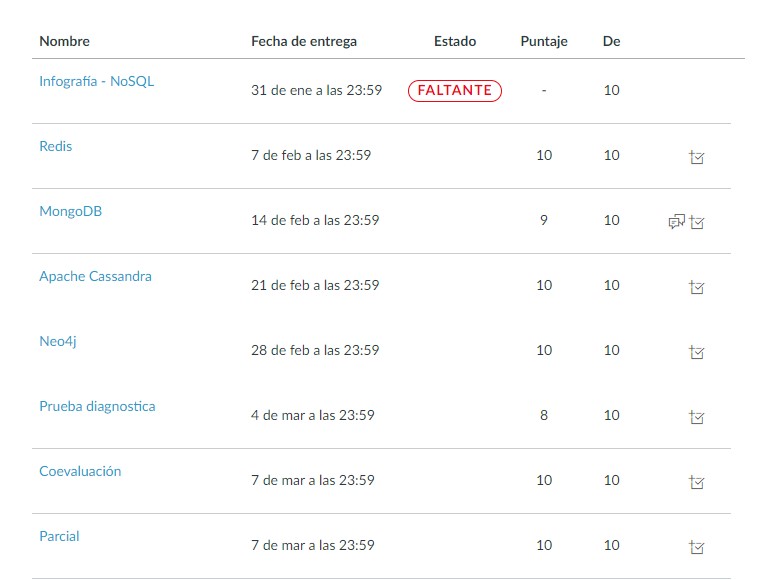 Nombre Fecha de entrega Estado Puntaje De
Infografía - NoSQL 31 de ene a las 23:59 FALTANTE - 10
Redis 7 de feb a las 23:59 10 10
MongoDB 14 de feb a las 23:59 9 10
Apache Cassandra 21 de feb a las 23:59 10 10
Neo4j 28 de feb a las 23:59 10 10
Prueba diagnostica 4 de mar a las 23:59 8 10
Coevaluación 7 de mar a las 23:59 10 10
Parcial 7 de mar a las 23:59 10 10